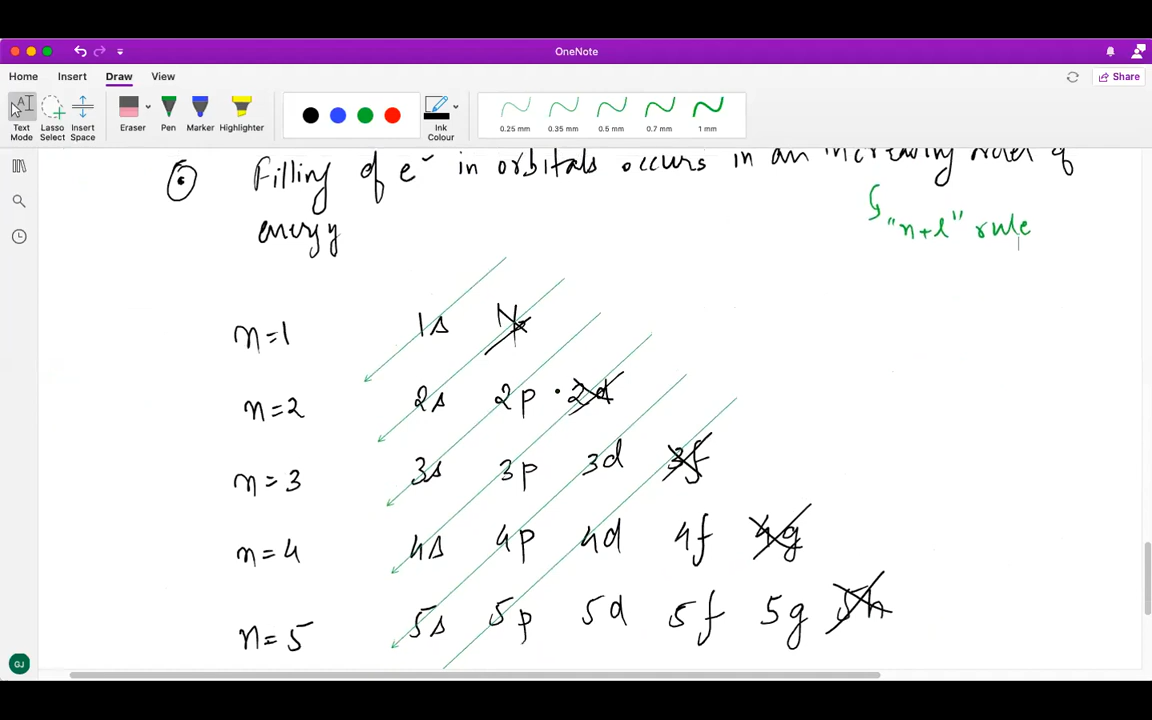 OneNote
Home Insert Draw View Share
Text Mode Lasso Select Insert Space Eraser Pen Marker Highlighter Ink Colour 0.25 mm 0.35 mm 0.5 mm 0.7 mm 1 mm
Filling of e⁻ in orbitals occurs in an increasing order of
energy
"n+l" rule
n=1 1s 1p
n=2 2s 2p 2d
n=3 3s 3p 3d 3f
n=4 4s 4p 4d 4f 4g
n=5 5s 5p 5d 5f 5g 5h
GJ